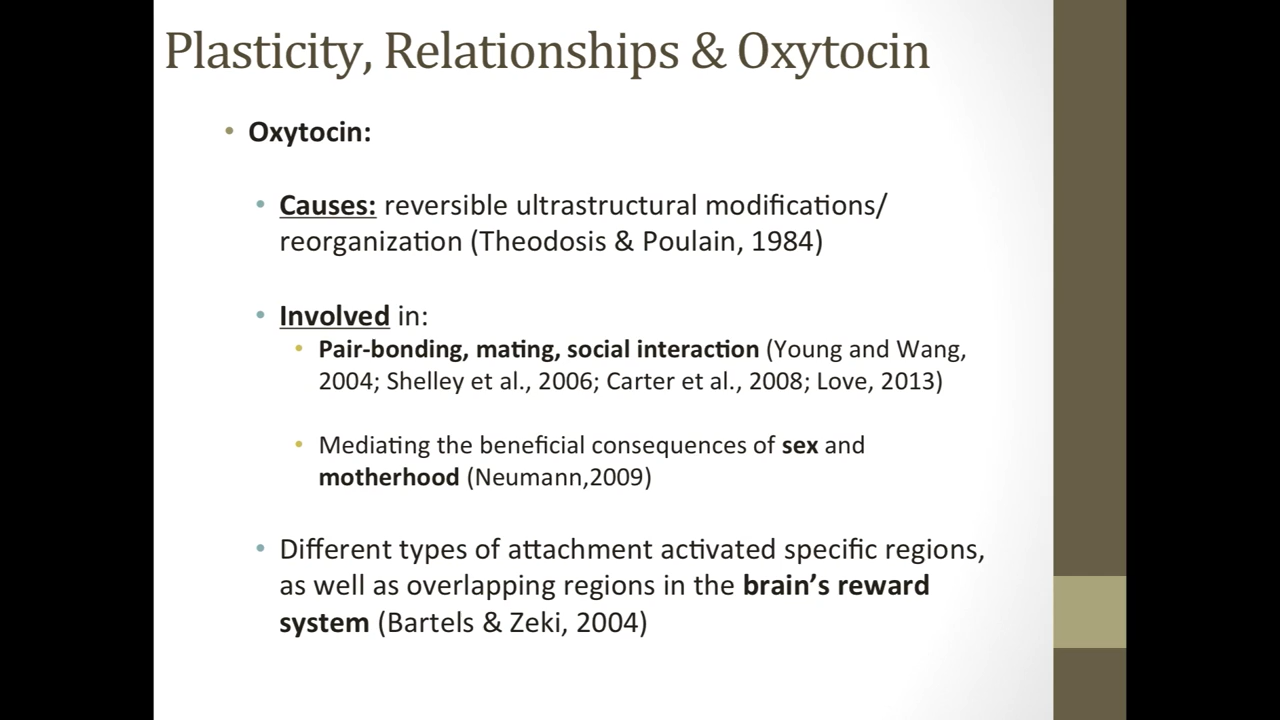 Plasticity, Relationships & Oxytocin
• Oxytocin:
• Causes: reversible ultrastructural modifications/
reorganization (Theodosis & Poulain, 1984)
• Involved in:
• Pair-bonding, mating, social interaction (Young and Wang,
2004; Shelley et al., 2006; Carter et al., 2008; Love, 2013)
• Mediating the beneficial consequences of sex and
motherhood (Neumann,2009)
• Different types of attachment activated specific regions,
as well as overlapping regions in the brain’s reward
system (Bartels & Zeki, 2004)